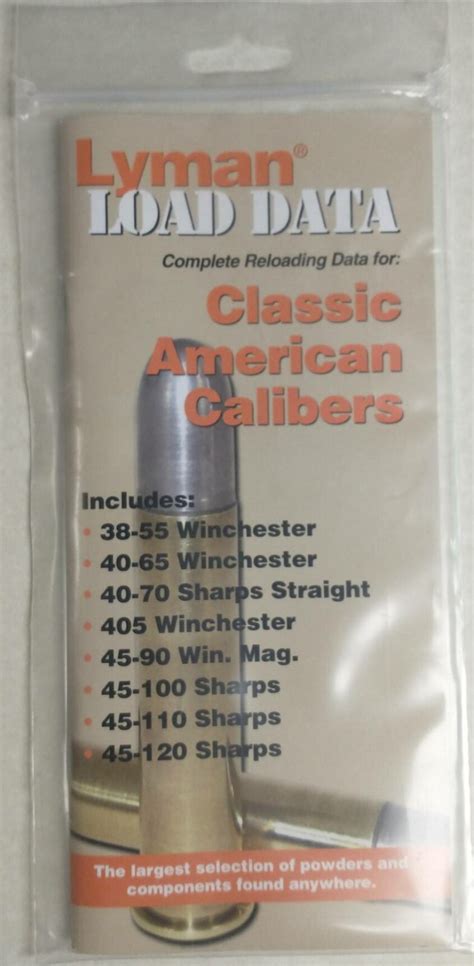 Lyman®
LOAD DATA
Complete Reloading Data for:
Classic
American
Calibers
Includes:
• 38-55 Winchester
• 40-65 Winchester
• 40-70 Sharps Straight
• 405 Winchester
• 45-90 Win. Mag.
• 45-100 Sharps
• 45-110 Sharps
• 45-120 Sharps
The largest selection of powders and
components found anywhere.